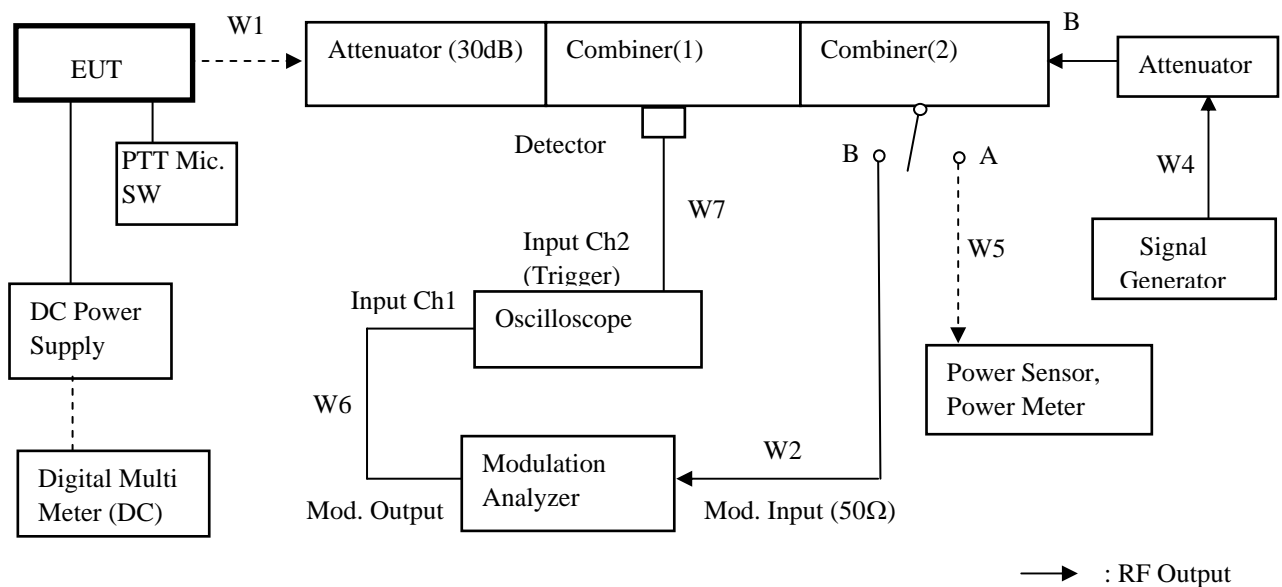 W1
B
EUT
Attenuator (30dB)
Combiner(1)
Combiner(2)
Attenuator
PTT Mic.
SW
Detector
B
A
W4
W7
Input Ch2
(Trigger)
W5
Signal
Generator
Input Ch1
DC Power
Supply
Oscilloscope
Power Sensor,
Power Meter
W6
W2
Digital Multi
Meter (DC)
Modulation
Analyzer
Mod. Output
Mod. Input (50Ω)
: RF Output